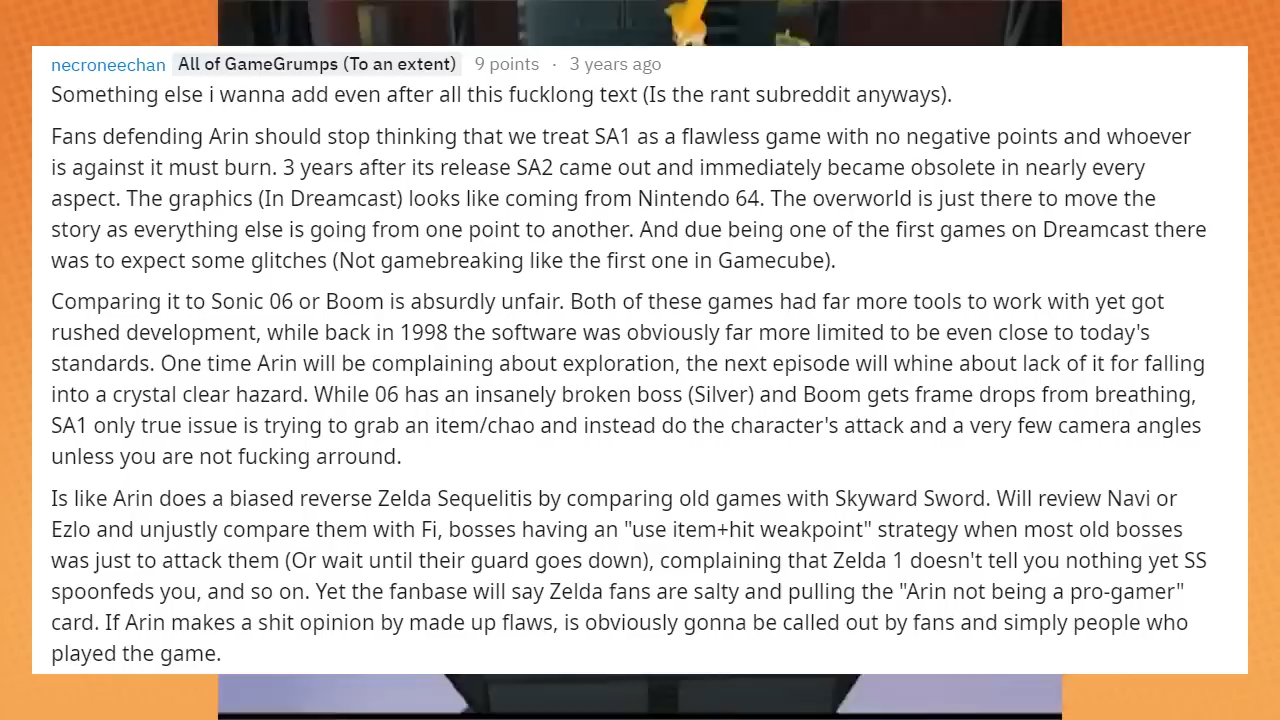 necroneechan All of GameGrumps (To an extent) 9 points · 3 years ago
Something else i wanna add even after all this fucklong text (Is the rant subreddit anyways).
Fans defending Arin should stop thinking that we treat SA1 as a flawless game with no negative points and whoever
is against it must burn. 3 years after its release SA2 came out and immediately became obsolete in nearly every
aspect. The graphics (In Dreamcast) looks like coming from Nintendo 64. The overworld is just there to move the
story as everything else is going from one point to another. And due being one of the first games on Dreamcast there
was to expect some glitches (Not gamebreaking like the first one in Gamecube).
Comparing it to Sonic 06 or Boom is absurdly unfair. Both of these games had far more tools to work with yet got
rushed development, while back in 1998 the software was obviously far more limited to be even close to today's
standards. One time Arin will be complaining about exploration, the next episode will whine about lack of it for falling
into a crystal clear hazard. While 06 has an insanely broken boss (Silver) and Boom gets frame drops from breathing,
SA1 only true issue is trying to grab an item/chao and instead do the character's attack and a very few camera angles
unless you are not fucking arround.
Is like Arin does a biased reverse Zelda Sequelitis by comparing old games with Skyward Sword. Will review Navi or
Ezlo and unjustly compare them with Fi, bosses having an "use item+hit weakpoint" strategy when most old bosses
was just to attack them (Or wait until their guard goes down), complaining that Zelda 1 doesn't tell you nothing yet SS
spoonfeds you, and so on. Yet the fanbase will say Zelda fans are salty and pulling the "Arin not being a pro-gamer"
card. If Arin makes a shit opinion by made up flaws, is obviously gonna be called out by fans and simply people who
played the game.